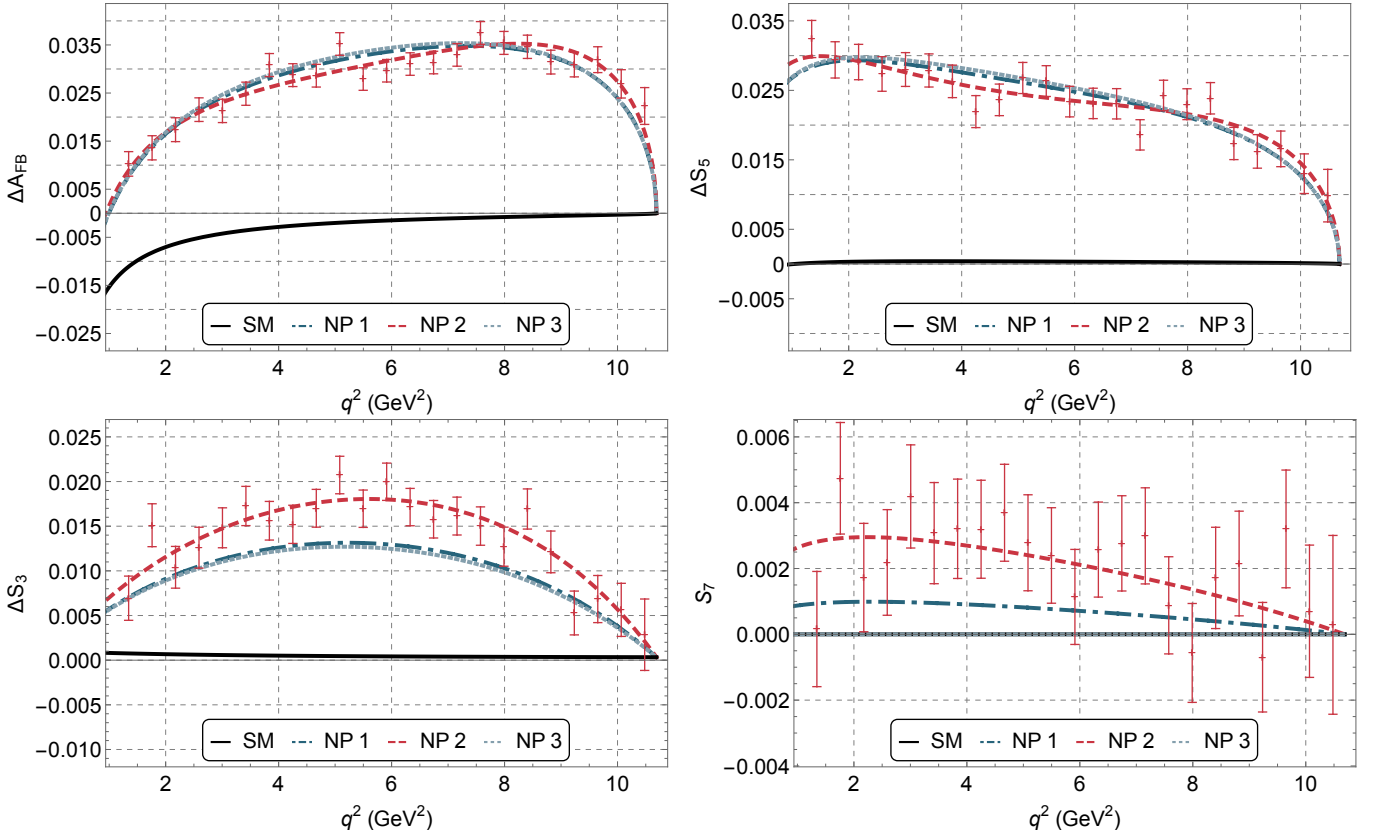 ΔA_FB
0.035
0.025
0.015
0.005
0
−0.005
−0.015
−0.025
SM NP 1 NP 2 NP 3
2 4 6 8 10
q² (GeV²)
ΔS₅
0.035
0.025
0.015
0.005
0
−0.005
SM NP 1 NP 2 NP 3
2 4 6 8 10
q² (GeV²)
ΔS₃
0.025
0.020
0.015
0.010
0.005
0.000
−0.005
−0.010
SM NP 1 NP 2 NP 3
2 4 6 8 10
q² (GeV²)
S₇
0.006
0.004
0.002
0.000
−0.002
−0.004
SM NP 1 NP 2 NP 3
2 4 6 8 10
q² (GeV²)